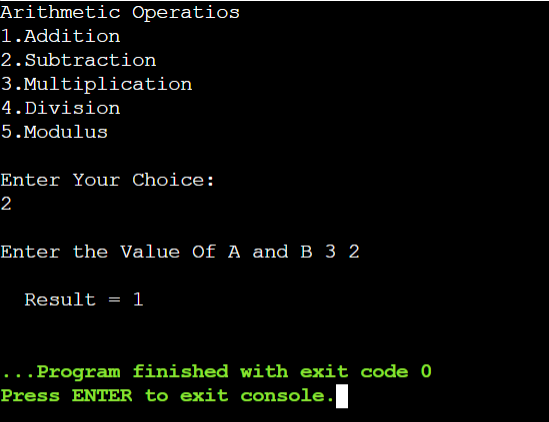 Arithmetic Operatios
1.Addition
2.Subtraction
3.Multiplication
4.Division
5.Modulus
Enter Your Choice:
2
Enter the Value Of A and B 3 2
Result = 1
...Program finished with exit code 0
Press ENTER to exit console.